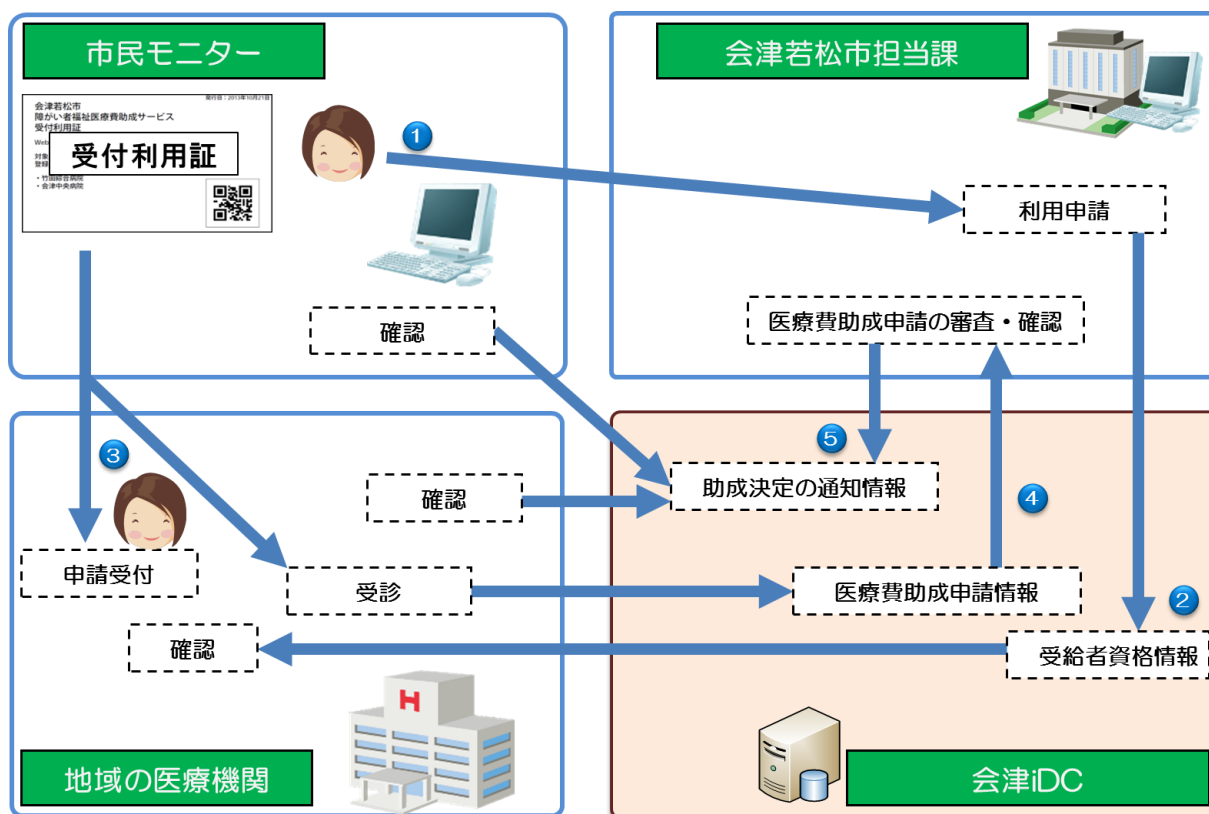 市民モニター
発行日:2013年10月21日
会津若松市
障がい者福祉医療費助成サービス
受付利用証
Web
受付利用証
対象
登録
・竹田綜合病院
・会津中央病院
①
確認
会津若松市担当課
利用申請
医療費助成申請の審査・確認
③
確認
申請受付
受診
確認
地域の医療機関
⑤
助成決定の通知情報
④
医療費助成申請情報
②
受給者資格情報
会津iDC
H